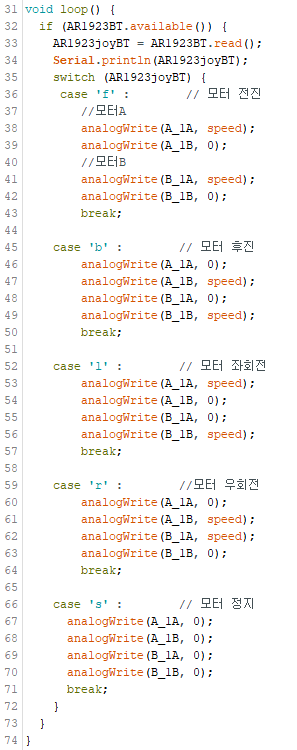 31 void loop() {
32   if (AR1923BT.available()) {
33     AR1923joyBT = AR1923BT.read();
34     Serial.println(AR1923joyBT);
35     switch (AR1923joyBT) {
36      case 'f' :        // 모터 전진
37         //모터A
38         analogWrite(A_1A, speed);
39         analogWrite(A_1B, 0);
40         //모터B
41         analogWrite(B_1A, speed);
42         analogWrite(B_1B, 0);
43         break;
44
45     case 'b' :        // 모터 후진
46         analogWrite(A_1A, 0);
47         analogWrite(A_1B, speed);
48         analogWrite(B_1A, 0);
49         analogWrite(B_1B, speed);
50         break;
51
52     case 'l' :        // 모터 좌회전
53         analogWrite(A_1A, speed);
54         analogWrite(A_1B, 0);
55         analogWrite(B_1A, 0);
56         analogWrite(B_1B, speed);
57         break;
58
59     case 'r' :        //모터 우회전
60         analogWrite(A_1A, 0);
61         analogWrite(A_1B, speed);
62         analogWrite(B_1A, speed);
63         analogWrite(B_1B, 0);
64         break;
65
66     case 's' :        // 모터 정지
67       analogWrite(A_1A, 0);
68       analogWrite(A_1B, 0);
69       analogWrite(B_1A, 0);
70       analogWrite(B_1B, 0);
71       break;
72     }
73   }
74 }